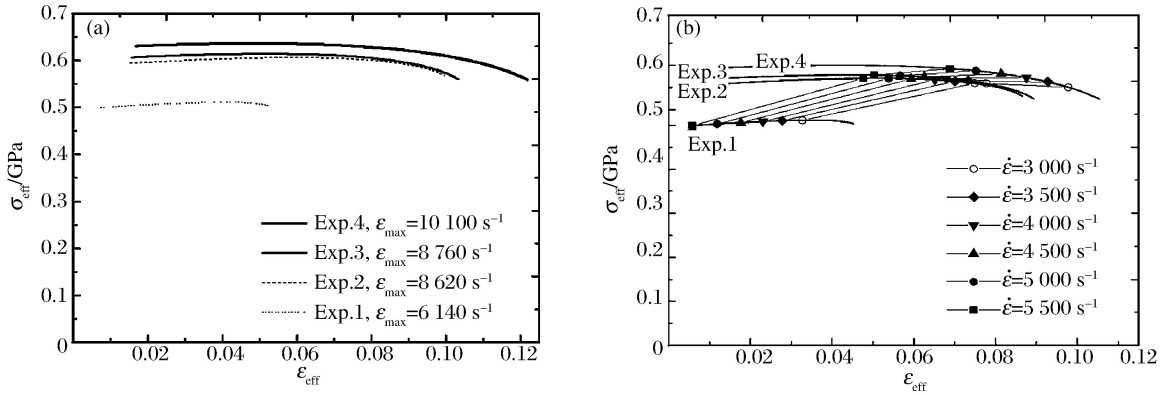 (a)
0.7
0.6
0.5
0.4
0.3
0.2
0.1
0
σeff/GPa
Exp.4, εmax=10 100 s⁻¹
Exp.3, εmax=8 760 s⁻¹
Exp.2, εmax=8 620 s⁻¹
Exp.1, εmax=6 140 s⁻¹
0.02 0.04 0.06 0.08 0.10 0.12
εeff
(b)
0.7
0.6
0.5
0.4
0.3
0.2
0.1
0
σeff/GPa
Exp.4
Exp.3
Exp.2
Exp.1
ε̇=3 000 s⁻¹
ε̇=3 500 s⁻¹
ε̇=4 000 s⁻¹
ε̇=4 500 s⁻¹
ε̇=5 000 s⁻¹
ε̇=5 500 s⁻¹
0.02 0.04 0.06 0.08 0.10 0.12
εeff